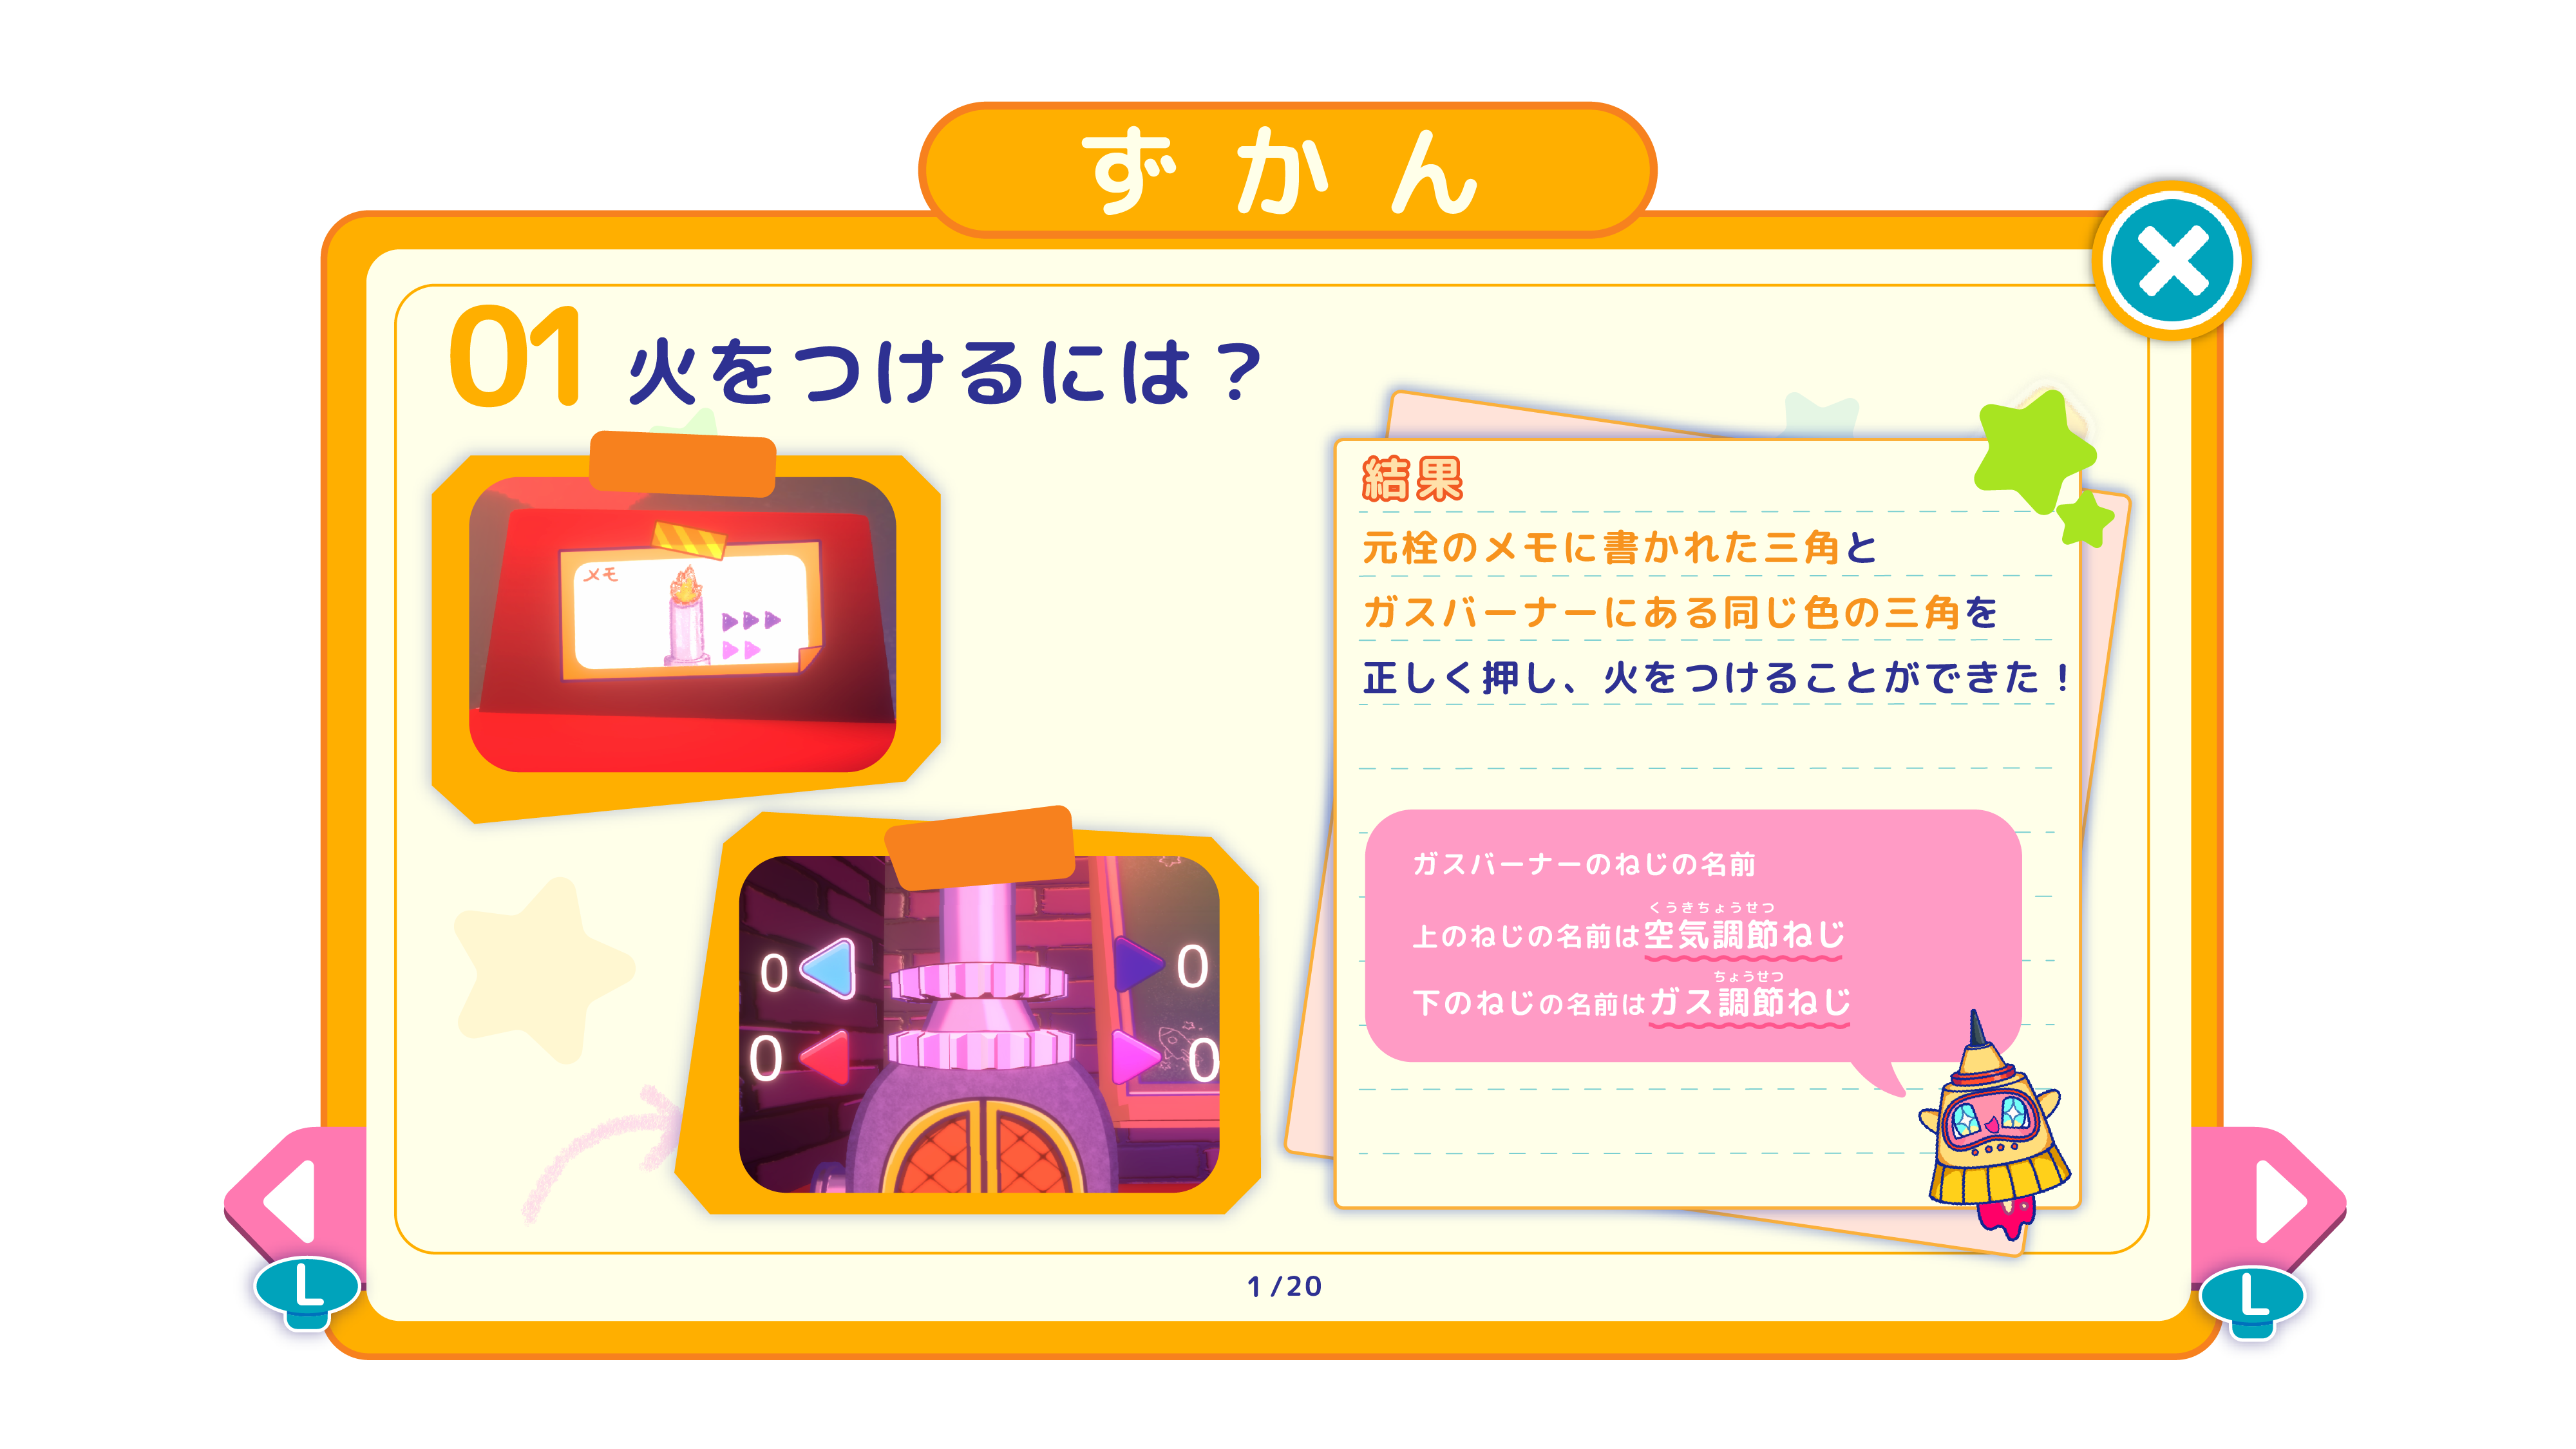 ずかん
01 火をつけるには？
メモ
0
0
0
0
結果
元栓のメモに書かれた三角と
ガスバーナーにある同じ色の三角を
正しく押し、火をつけることができた！
ガスバーナーのねじの名前
くうきちょうせつ
上のねじの名前は空気調節ねじ
ちょうせつ
下のねじの名前はガス調節ねじ
L
L
1/20